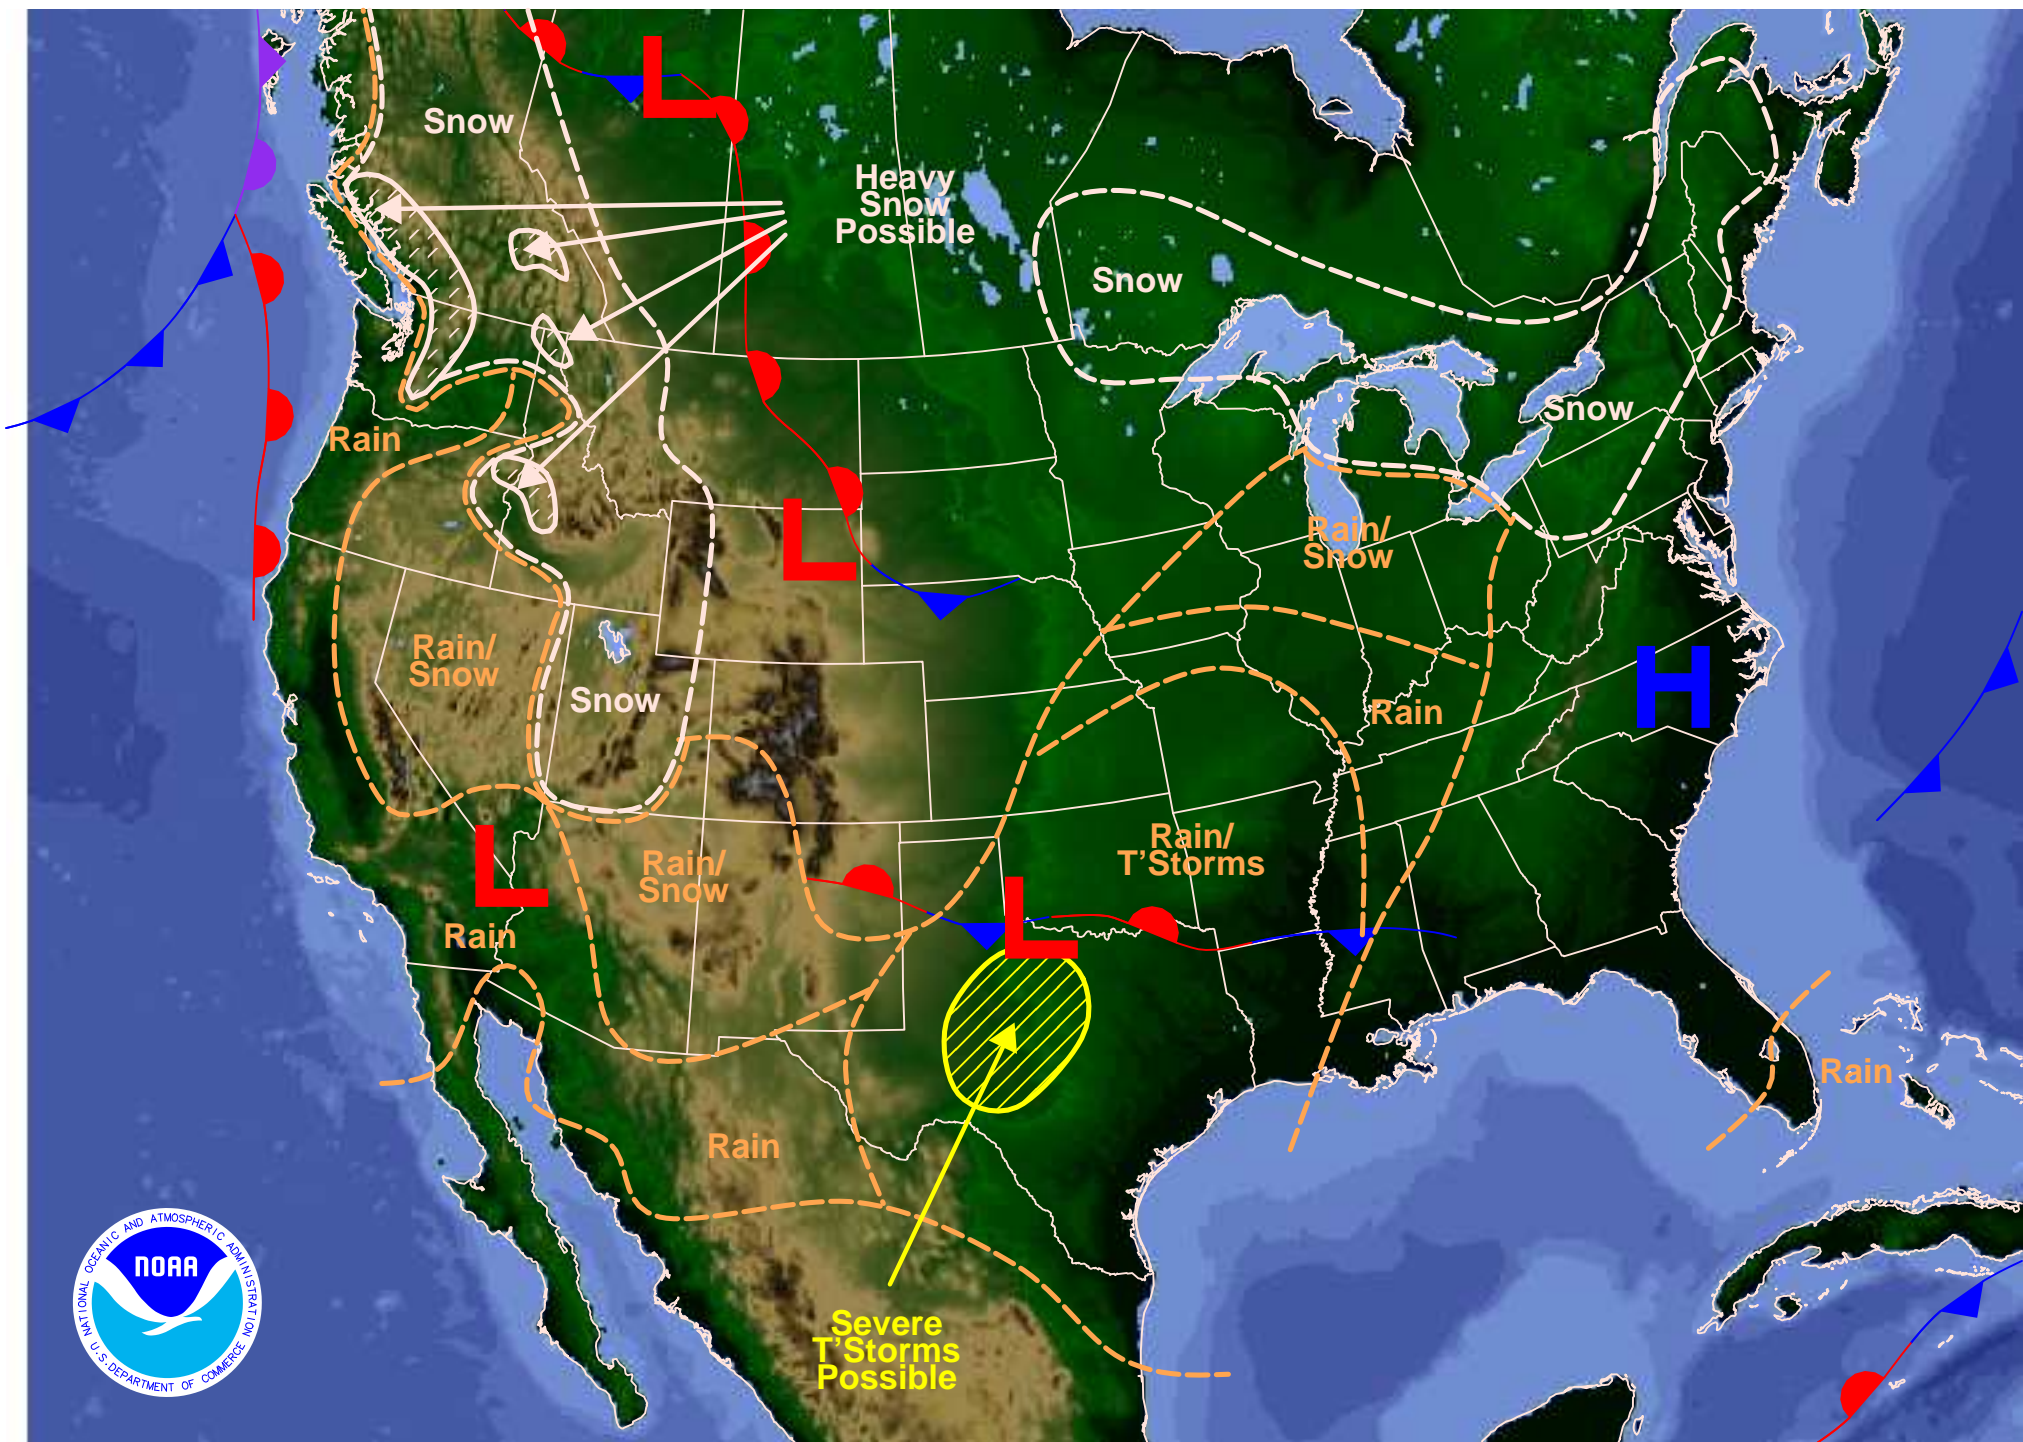 L
Snow
Heavy
Snow
Possible
Snow
Snow
Rain
L
Rain/
Snow
Rain/
Snow
H
Snow
Rain
L
Rain/
T'Storms
Rain/
Snow
L
Rain
Rain
Rain
Severe
T'Storms
Possible
NATIONAL OCEANIC AND ATMOSPHERIC ADMINISTRATION
NOAA
U.S. DEPARTMENT OF COMMERCE